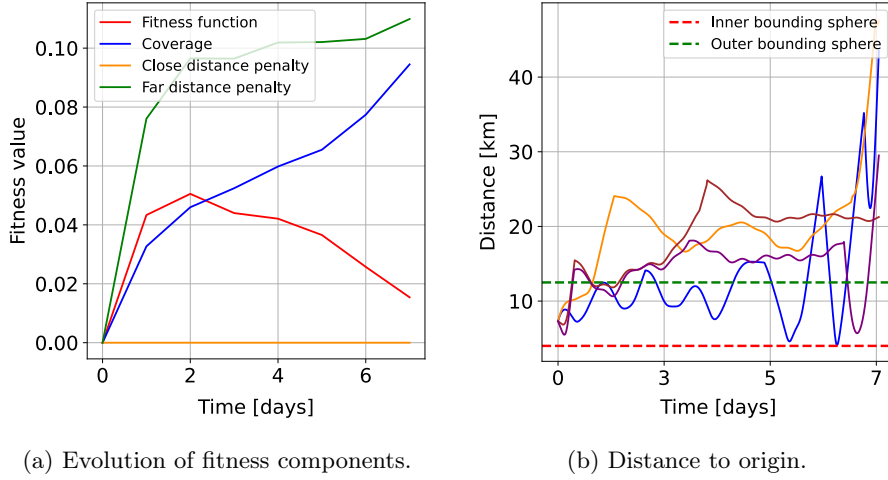 Fitness function
Coverage
Close distance penalty
Far distance penalty
0.10
0.08
0.06
0.04
0.02
0.00
Fitness value
0 2 4 6
Time [days]
(a) Evolution of fitness components.
Inner bounding sphere
Outer bounding sphere
40
30
20
10
Distance [km]
0 3 5 7
Time [days]
(b) Distance to origin.